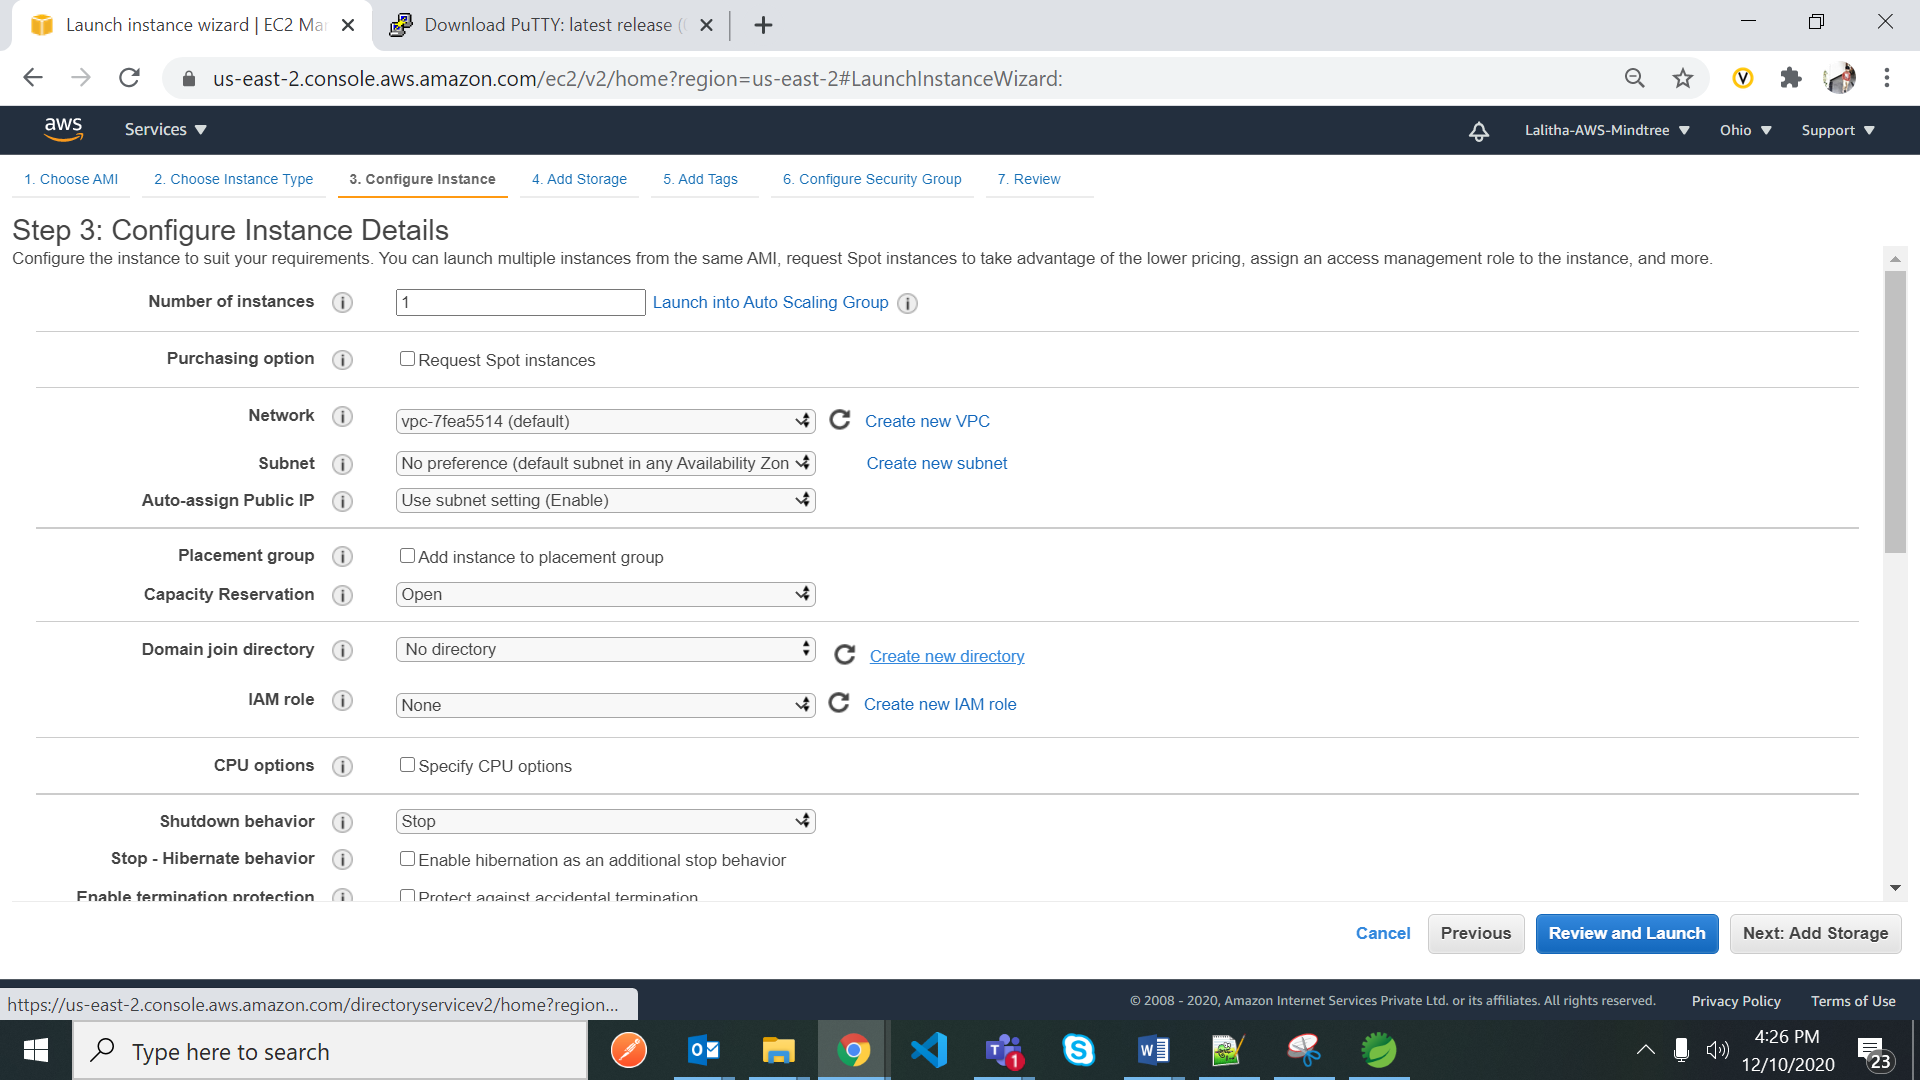 Launch instance wizard | EC2 Mar
Download PuTTY: latest release (
us-east-2.console.aws.amazon.com/ec2/v2/home?region=us-east-2#LaunchInstanceWizard:
aws
Services
Lalitha-AWS-Mindtree
Ohio
Support
1. Choose AMI
2. Choose Instance Type
3. Configure Instance
4. Add Storage
5. Add Tags
6. Configure Security Group
7. Review
Step 3: Configure Instance Details
Configure the instance to suit your requirements. You can launch multiple instances from the same AMI, request Spot instances to take advantage of the lower pricing, assign an access management role to the instance, and more.
Number of instances
1
Launch into Auto Scaling Group
Purchasing option
Request Spot instances
Network
vpc-7fea5514 (default)
Create new VPC
Subnet
No preference (default subnet in any Availability Zon
Create new subnet
Auto-assign Public IP
Use subnet setting (Enable)
Placement group
Add instance to placement group
Capacity Reservation
Open
Domain join directory
No directory
Create new directory
IAM role
None
Create new IAM role
CPU options
Specify CPU options
Shutdown behavior
Stop
Stop - Hibernate behavior
Enable hibernation as an additional stop behavior
Enable termination protection
Protect against accidental termination
Cancel
Previous
Review and Launch
Next: Add Storage
https://us-east-2.console.aws.amazon.com/directoryservicev2/home?region...
© 2008 - 2020, Amazon Internet Services Private Ltd. or its affiliates. All rights reserved.
Privacy Policy
Terms of Use
Type here to search
1
4:26 PM
12/10/2020
23